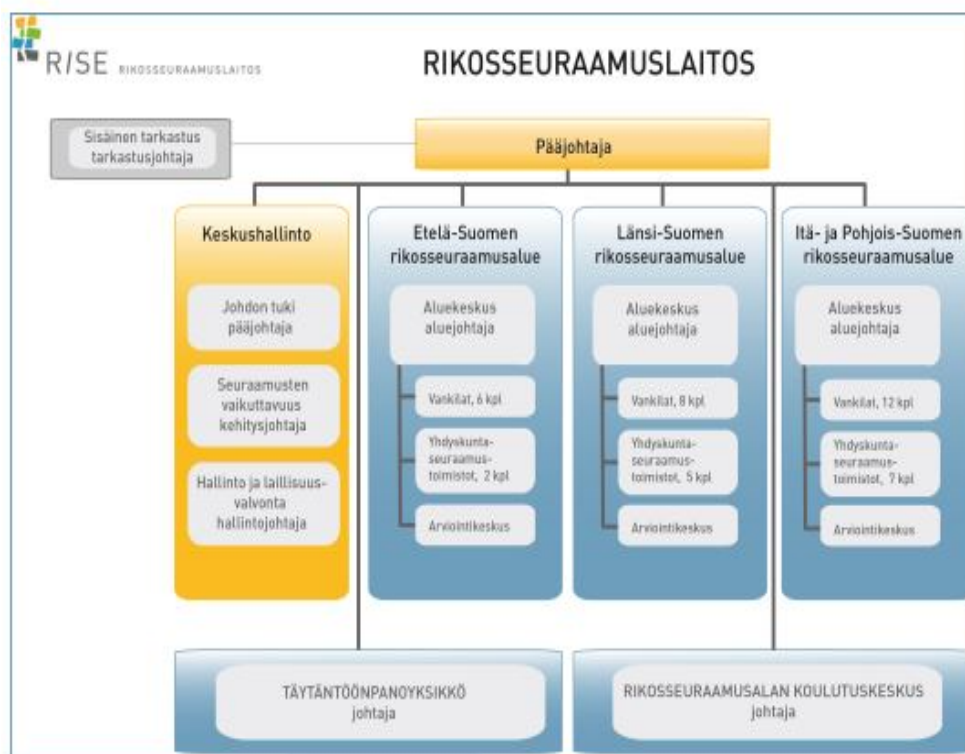 RISE RIKOSSEURAAMUSLAITOS
RIKOSSEURAAMUSLAITOS
Sisäinen tarkastus
tarkastusjohtaja
Pääjohtaja
Keskushallinto
Johdon tuki
pääjohtaja
Seuraamusten
vaikuttavuus
kehitysjohtaja
Hallinto ja laillisuus-
valvonta
hallintojohtaja
Etelä-Suomen
rikosseuraamusalue
Aluekeskus
aluejohtaja
Vankilat, 6 kpl
Yhdyskunta-
seuraamus-
toimistot, 2 kpl
Arviointikeskus
Länsi-Suomen
rikosseuraamusalue
Aluekeskus
aluejohtaja
Vankilat, 8 kpl
Yhdyskunta-
seuraamus-
toimistot, 5 kpl
Arviointikeskus
Itä- ja Pohjois-Suomen
rikosseuraamusalue
Aluekeskus
aluejohtaja
Vankilat, 12 kpl
Yhdyskunta-
seuraamus-
toimistot, 7 kpl
Arviointikeskus
TÄYTÄNTÖÖNPANOYKSIKKÖ
johtaja
RIKOSSEURAAMUSALAN KOULUTUSKESKUS
johtaja